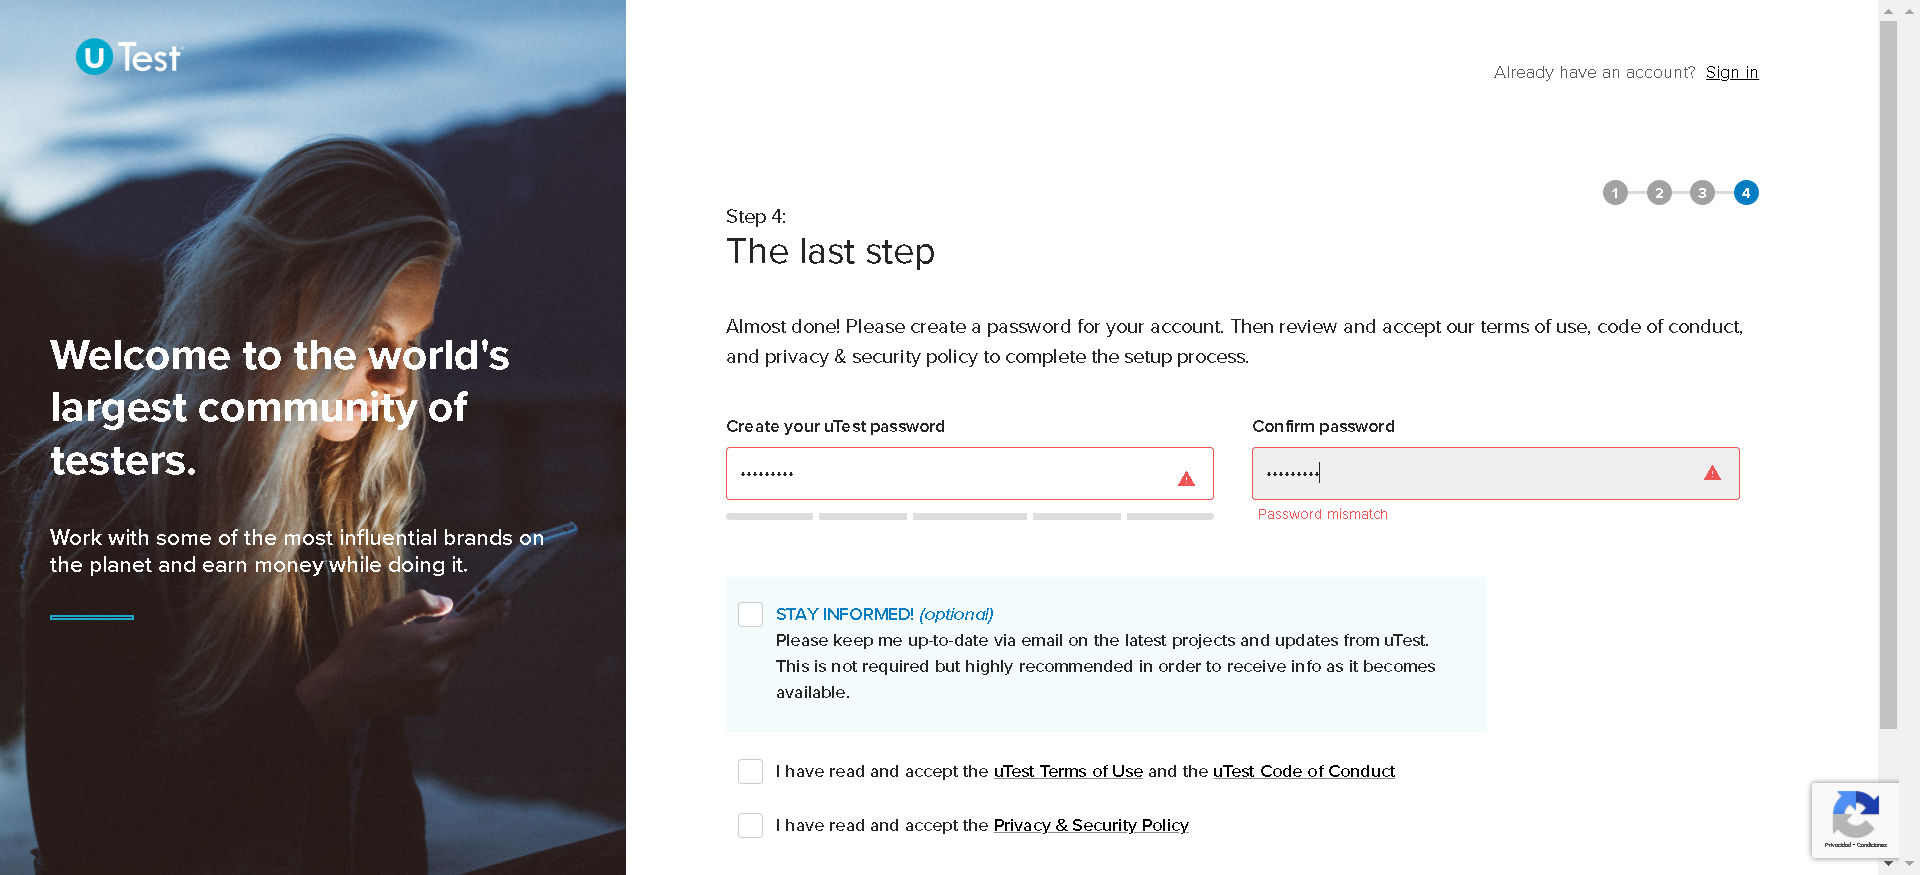 u Test
Already have an account? Sign in
1 2 3 4
Step 4:
The last step
Welcome to the world's
largest community of
testers.
Almost done! Please create a password for your account. Then review and accept our terms of use, code of conduct,
and privacy & security policy to complete the setup process.
Create your uTest password
Confirm password
•••••••••
•••••••••
Password mismatch
Work with some of the most influential brands on
the planet and earn money while doing it.
STAY INFORMED! (optional)
Please keep me up-to-date via email on the latest projects and updates from uTest.
This is not required but highly recommended in order to receive info as it becomes
available.
I have read and accept the uTest Terms of Use and the uTest Code of Conduct
I have read and accept the Privacy & Security Policy
Privacidad - Condiciones